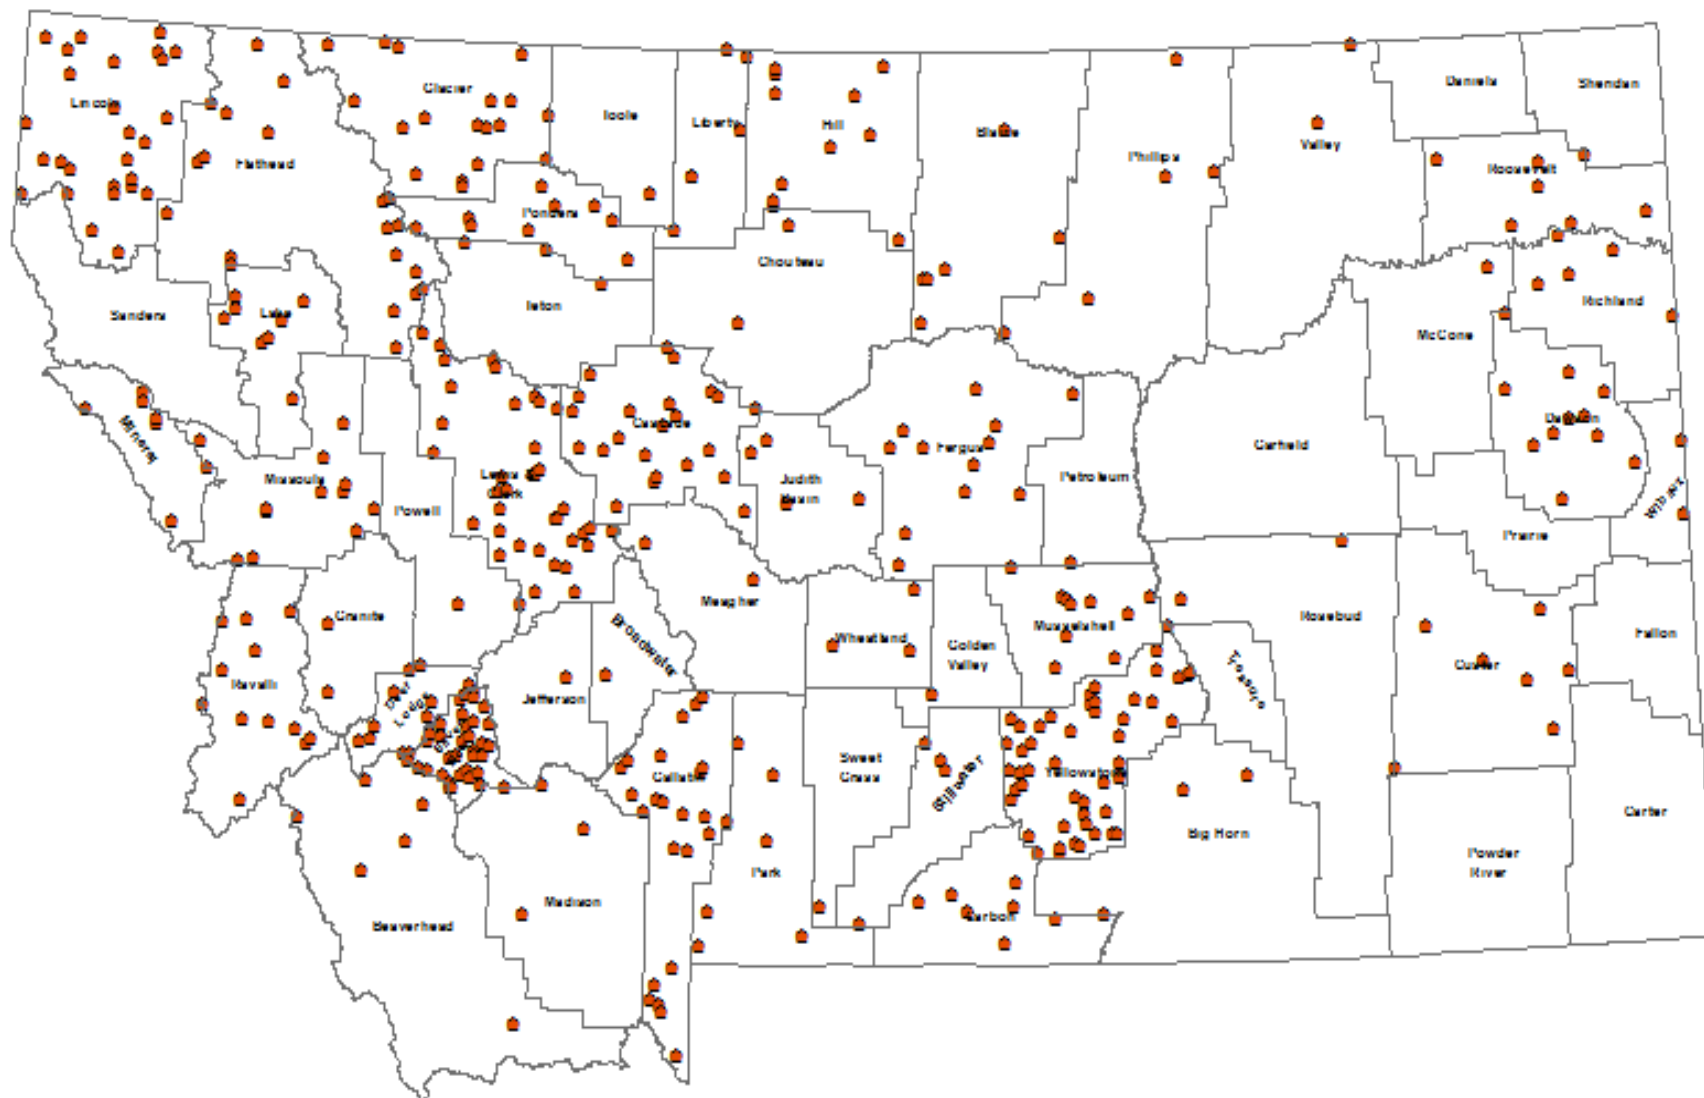 Lincoln
Glacier
Toole
Liberty
Hill
Blaine
Phillips
Valley
Daniels
Sheridan
Roosevelt
Flathead
Pondera
Chouteau
Teton
Sanders
Lake
Richland
McCone
Mineral
Missoula
Powell
Lewis &
Clark
Cascade
Judith
Basin
Fergus
Petroleum
Garfield
Dawson
Wibaux
Prairie
Granite
Meagher
Broadwater
Wheatland
Golden
Valley
Musselshell
Rosebud
Treasure
Custer
Fallon
Ravalli
Deer
Lodge
Jefferson
Gallatin
Sweet
Grass
Stillwater
Yellowstone
Big Horn
Carter
Powder
River
Park
Carbon
Madison
Beaverhead